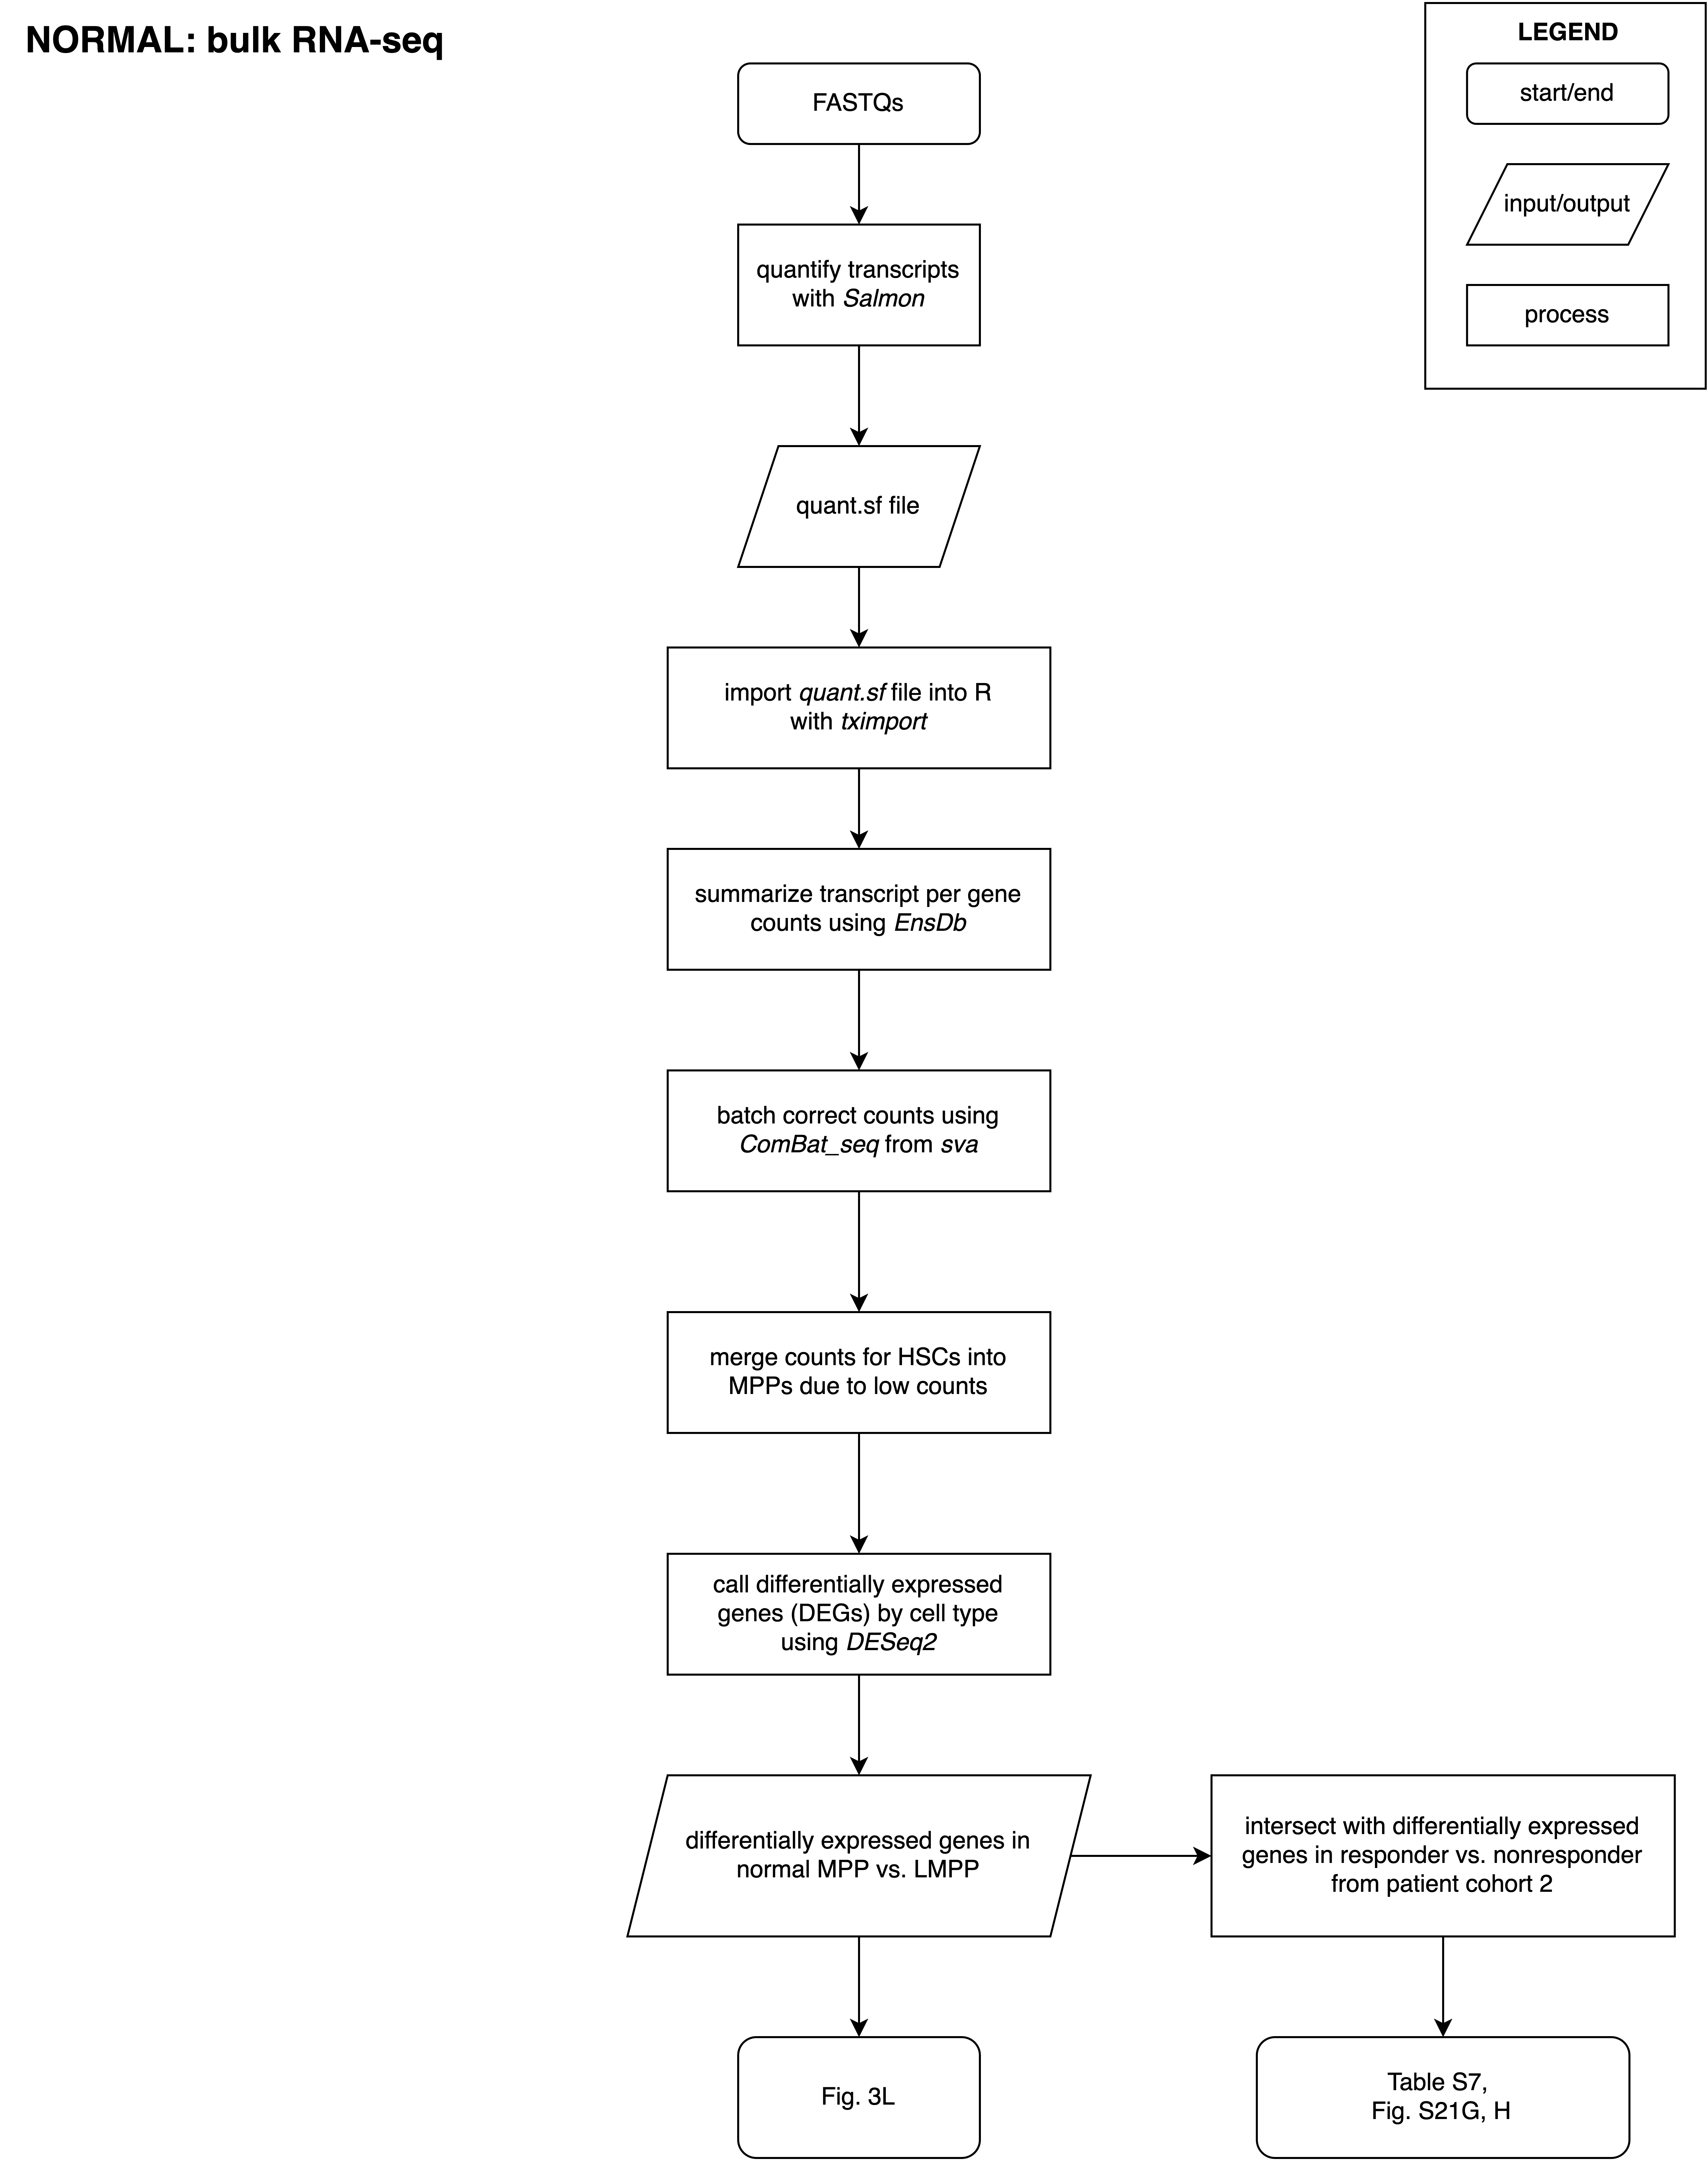 NORMAL: bulk RNA-seq
LEGEND
start/end
input/output
process
FASTQs
quantify transcripts
with Salmon
quant.sf file
import quant.sf file into R
with tximport
summarize transcript per gene
counts using EnsDb
batch correct counts using
ComBat_seq from sva
merge counts for HSCs into
MPPs due to low counts
call differentially expressed
genes (DEGs) by cell type
using DESeq2
differentially expressed genes in
normal MPP vs. LMPP
intersect with differentially expressed
genes in responder vs. nonresponder
from patient cohort 2
Fig. 3L
Table S7,
Fig. S21G, H